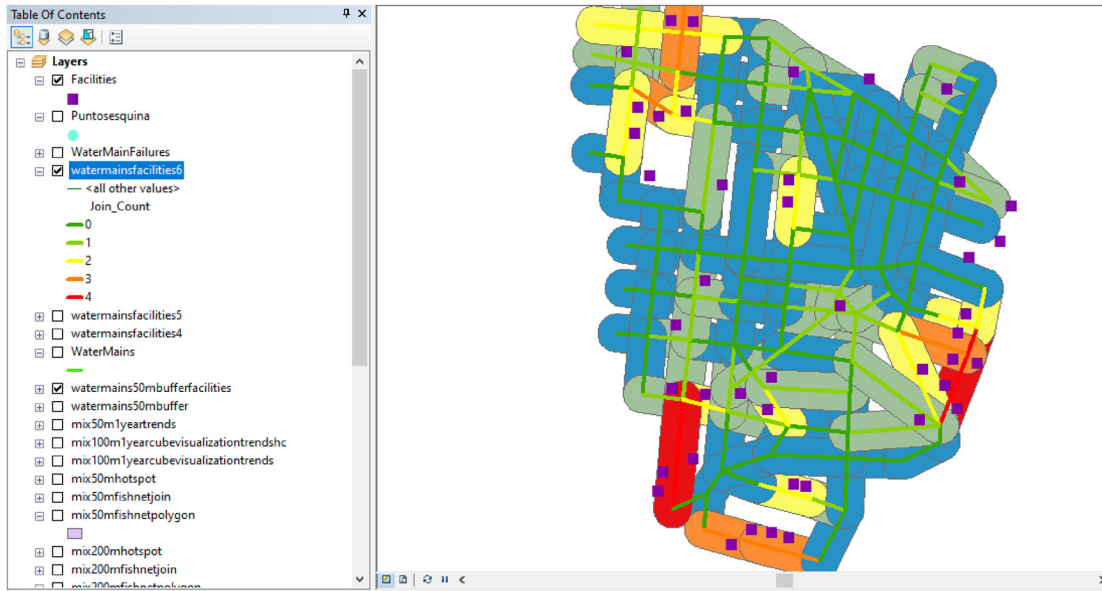 Table Of Contents
Layers
Facilities
Puntosesquina
WaterMainFailures
watermainsfacilities6
<all other values>
Join_Count
0
1
2
3
4
watermainsfacilities5
watermainsfacilities4
WaterMains
watermains50mbufferfacilities
watermains50mbuffer
mix50m1yeartrends
mix100m1yearcubevisualizationtrendshc
mix100m1yearcubevisualizationtrends
mix50mhotspot
mix50mfishnetjoin
mix50mfishnetpolygon
mix200mhotspot
mix200mfishnetjoin
mix200mfishnetpolygon